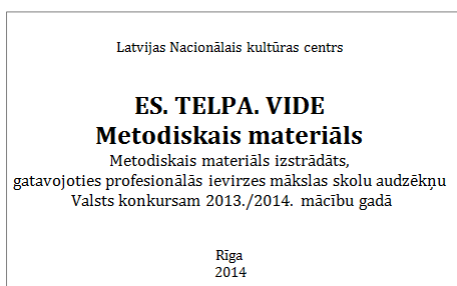 Latvijas Nacionālais kultūras centrs
ES. TELPA. VIDE
Metodiskais materiāls
Metodiskais materiāls izstrādāts,
gatavojoties profesionālās ievirzes mākslas skolu audzēkņu
Valsts konkursam 2013./2014. mācību gadā
Rīga
2014